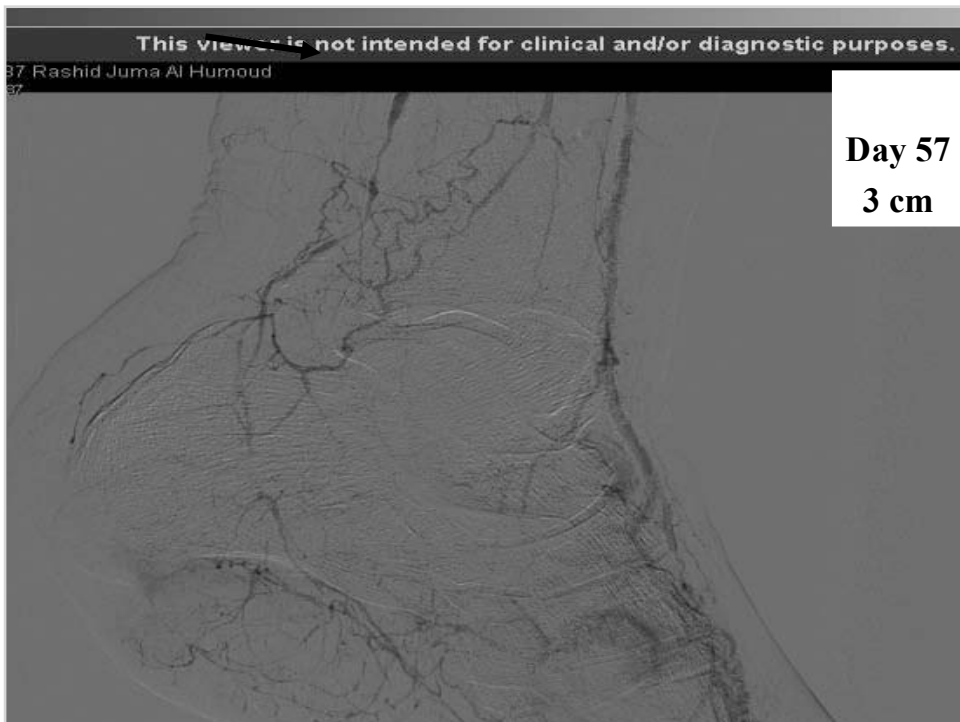 This viewer is not intended for clinical and/or diagnostic purposes.
37 Rashid Juma Al Humoud
37
Day 57
3 cm